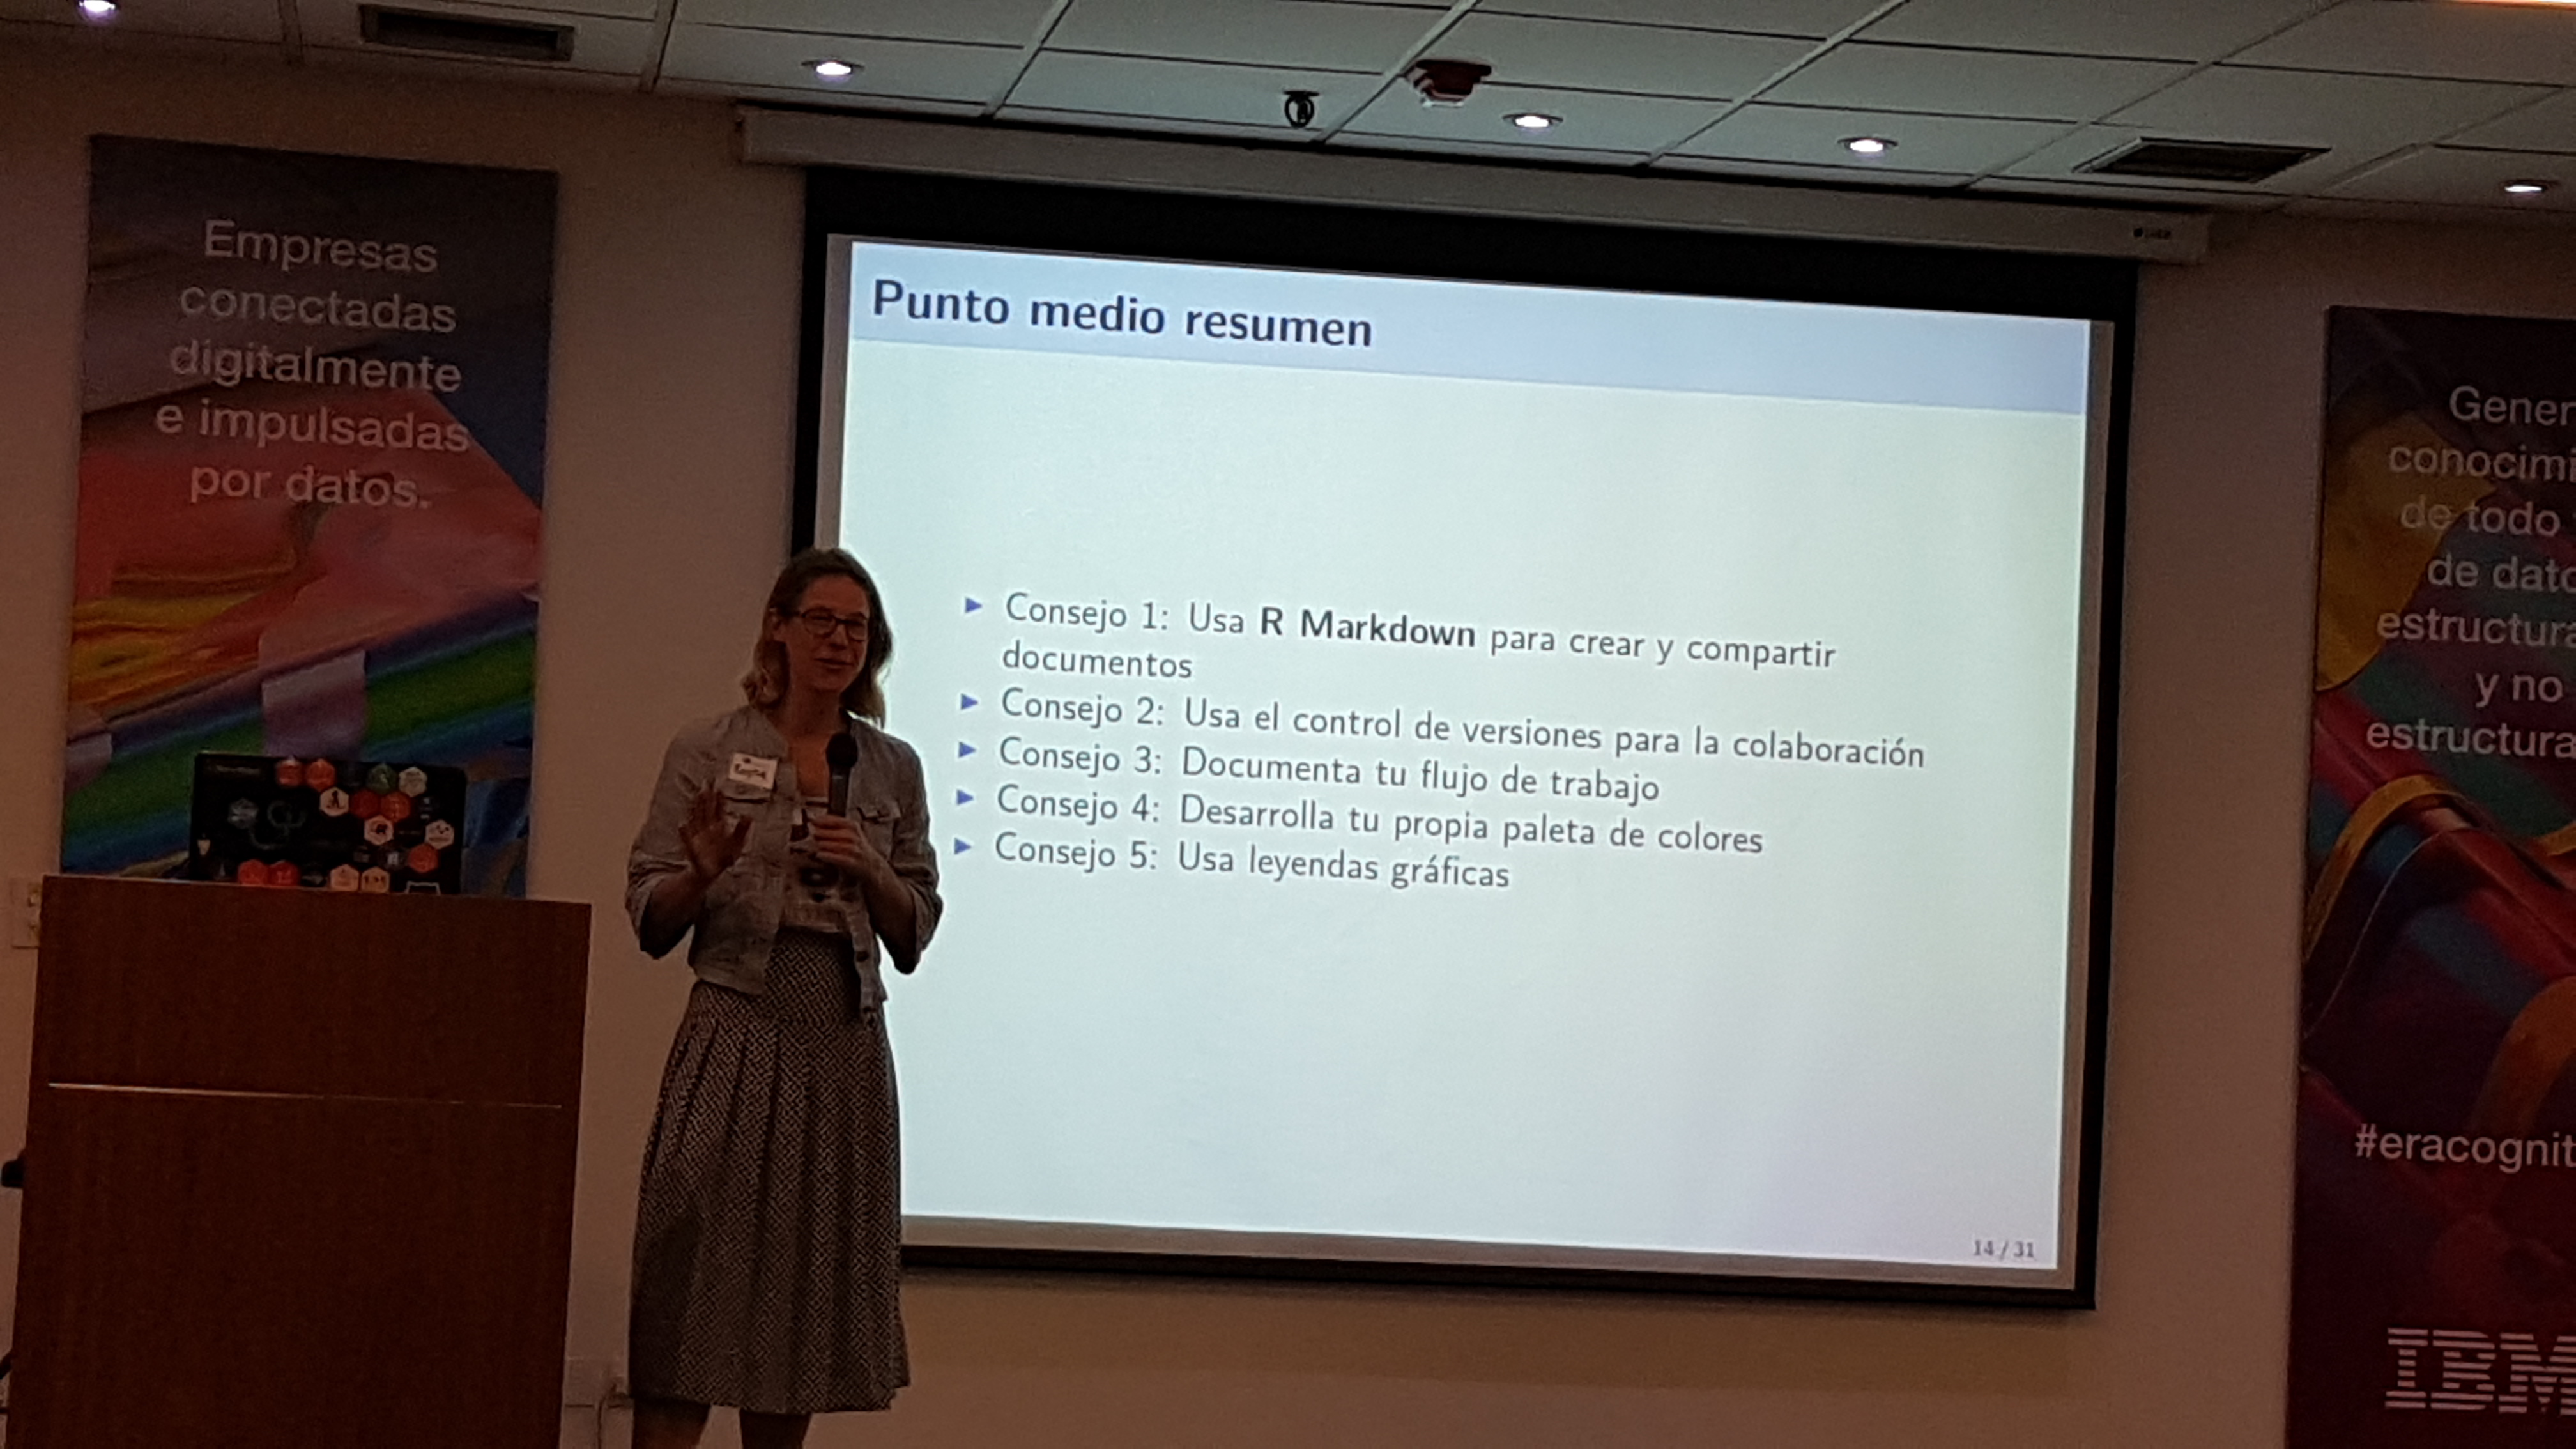 Empresas
conectadas
digitalmente
e impulsadas
por datos.
Punto medio resumen
Consejo 1: Usa R Markdown para crear y compartir
documentos
Consejo 2: Usa el control de versiones para la colaboración
Consejo 3: Documenta tu flujo de trabajo
Consejo 4: Desarrolla tu propia paleta de colores
Consejo 5: Usa leyendas gráficas
14 / 31
Gener
conocimi
de todo
de dato
estructura
y no
estructura
#eracognit
IBM